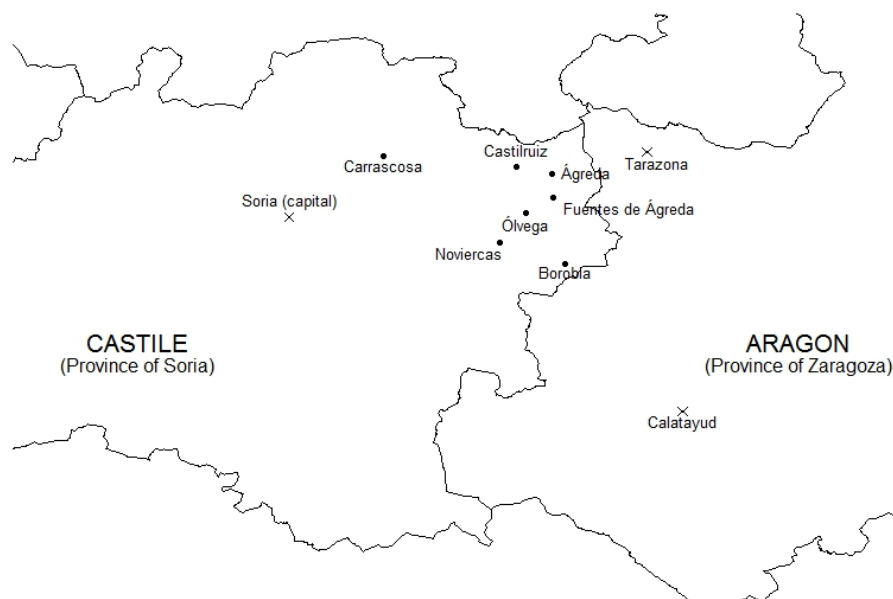 Castilruiz
Tarazona
Carrascosa
Ágreda
Soria (capital)
Fuentes de Ágreda
Ólvega
Noviercas
Borobia
CASTILE
(Province of Soria)
ARAGON
(Province of Zaragoza)
Calatayud